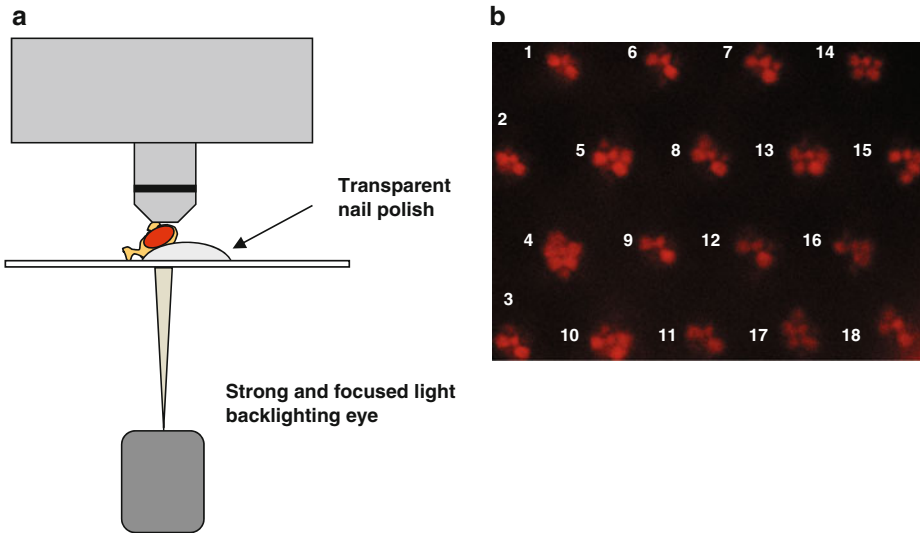 a
Transparent
nail polish
Strong and focused light
backlighting eye
b
1 6 7 14
2
5 8 13 15
4 9 12 16
3
10 11 17 18